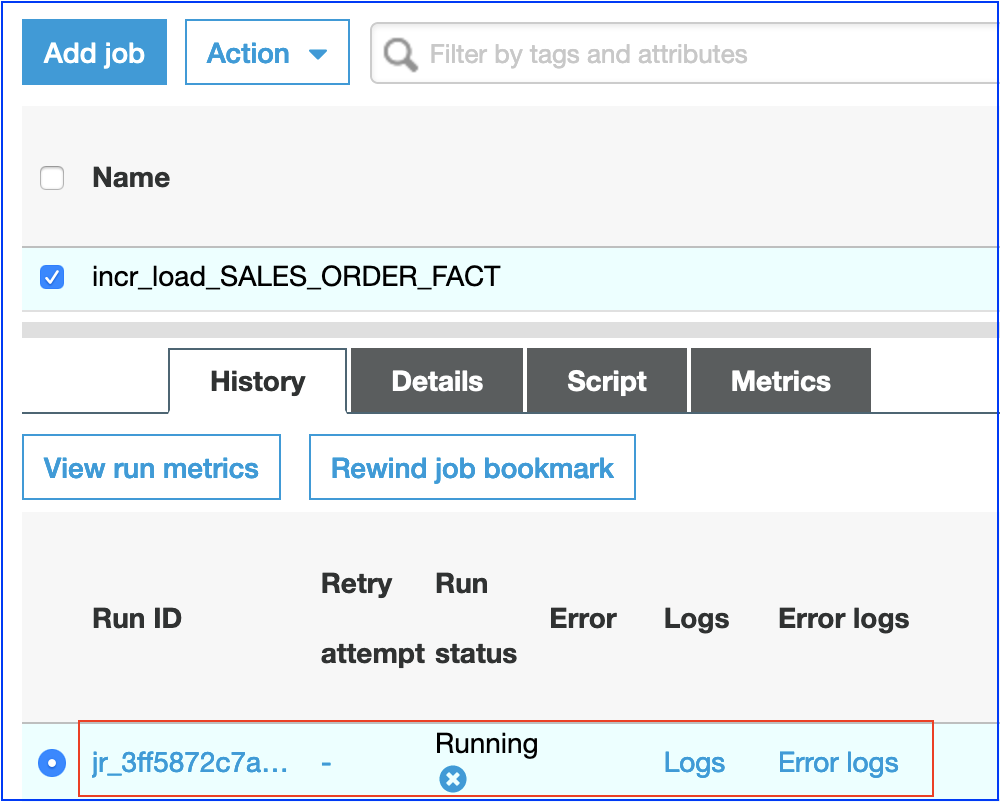 Add job Action Filter by tags and attributes
Name
incr_load_SALES_ORDER_FACT
History Details Script Metrics
View run metrics Rewind job bookmark
Run ID Retry attempt Run status Error Logs Error logs
jr_3ff5872c7a... - Running Logs Error logs